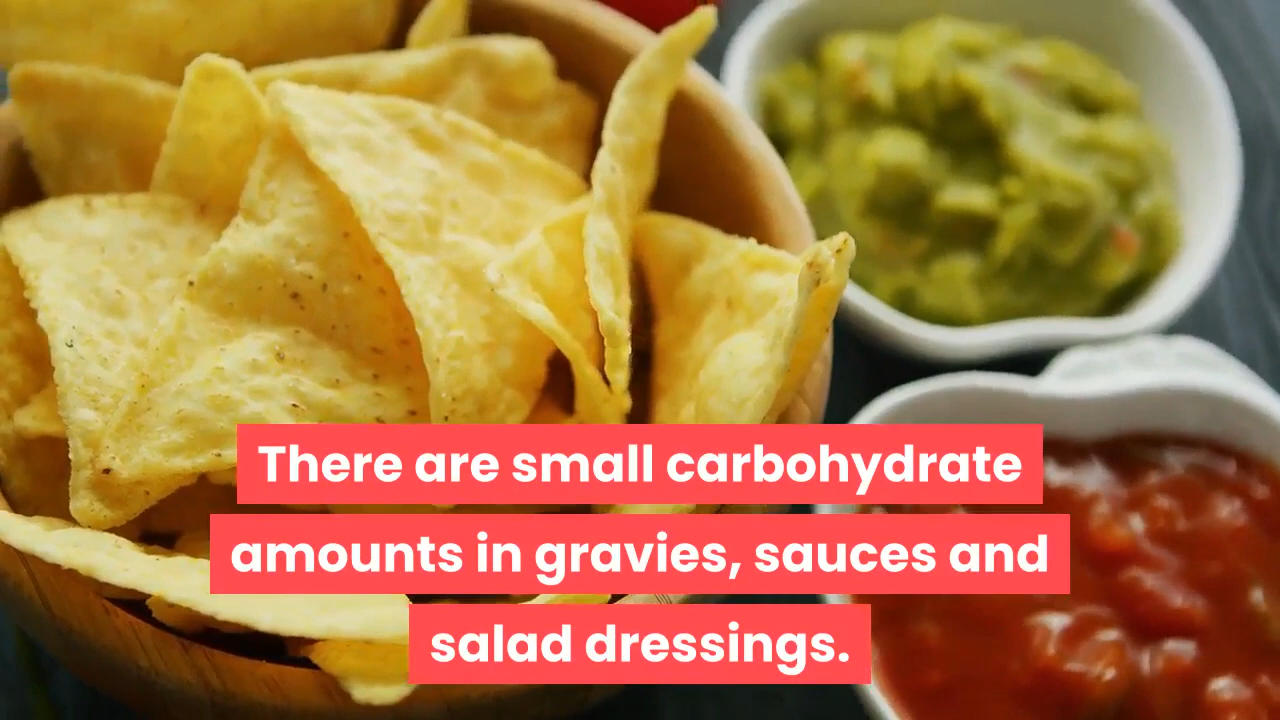 There are small carbohydrate
amounts in gravies, sauces and
salad dressings.